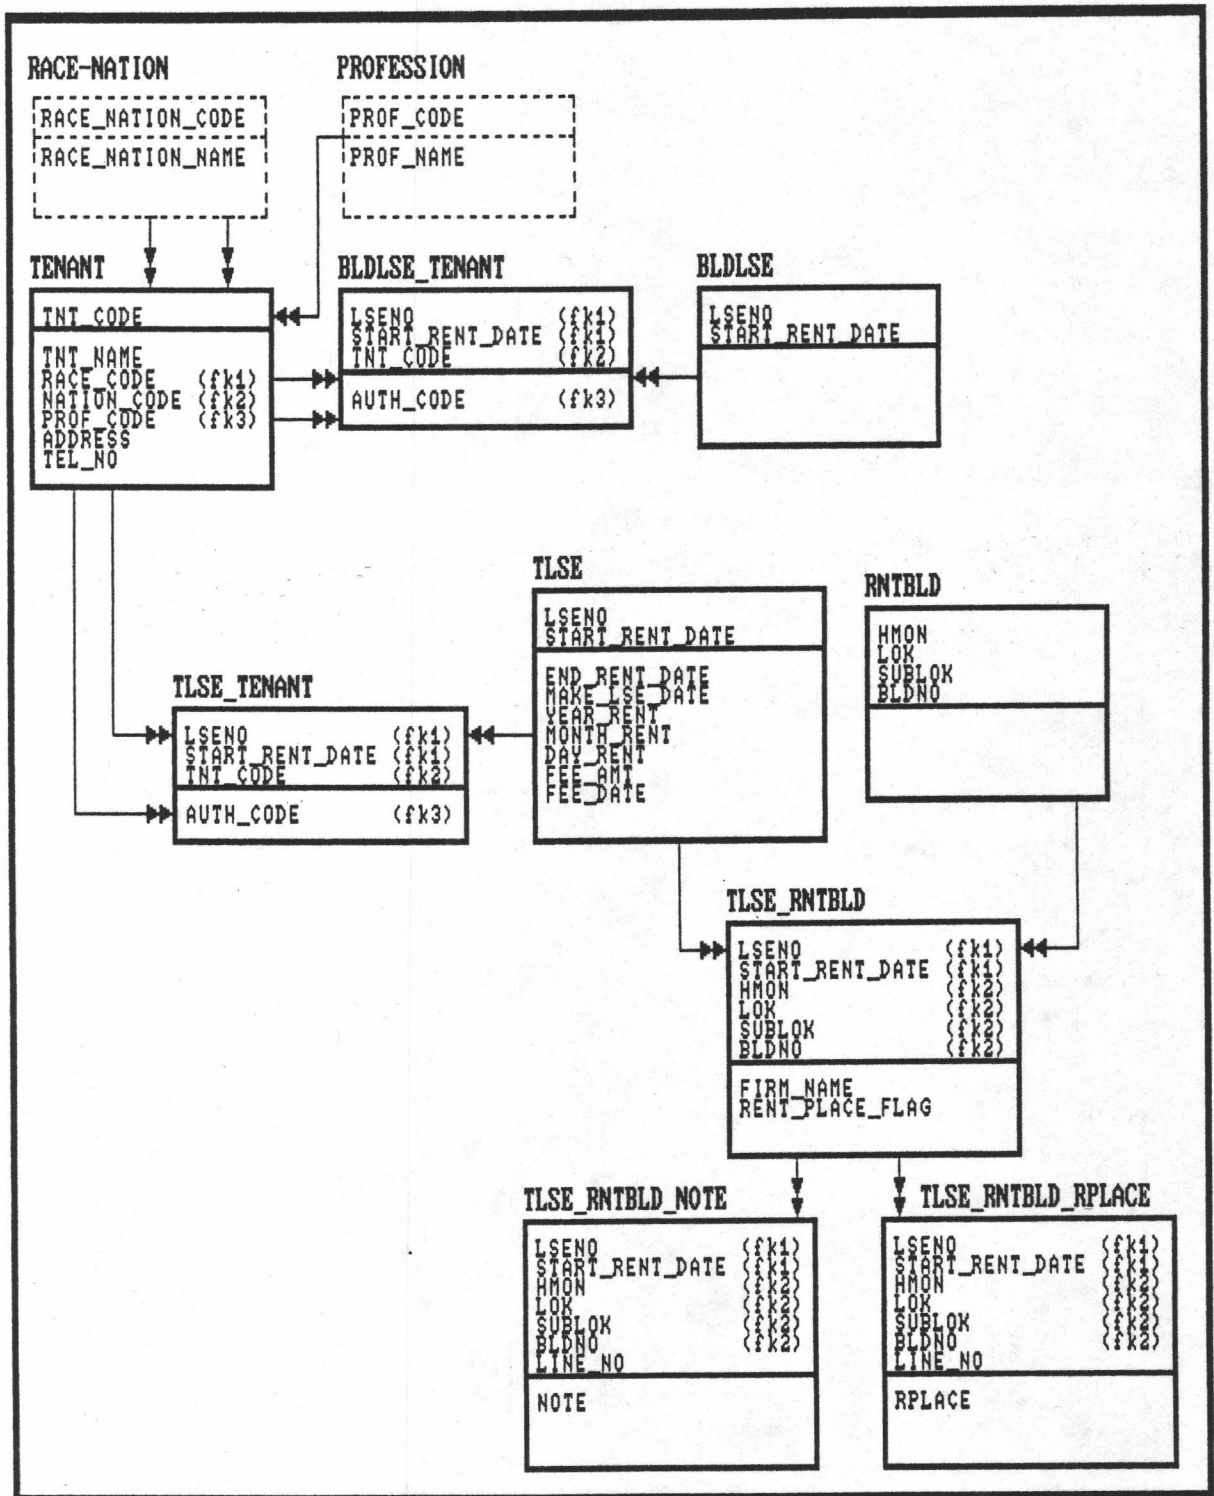 RACE-NATION
RACE_NATION_CODE
RACE_NATION_NAME
PROFESSION
PROF_CODE
PROF_NAME
TENANT
TNT_CODE
TNT_NAME
RACE_CODE (fk1)
NATION_CODE (fk2)
PROF_CODE (fk3)
ADDRESS
TEL_NO
BLDLSE_TENANT
LSENO (fk1)
START_RENT_DATE (fk1)
TNT_CODE (fk2)
AUTH_CODE (fk3)
BLDLSE
LSENO
START_RENT_DATE
TLSE
LSENO
START_RENT_DATE
END_RENT_DATE
MAKE_LSE_DATE
YEAR_RENT
MONTH_RENT
DAY_RENT
FEE_AMT
FEE_DATE
RNTBLD
HMON
LOK
SUBLOK
BLDNO
TLSE_TENANT
LSENO (fk1)
START_RENT_DATE (fk1)
TNT_CODE (fk2)
AUTH_CODE (fk3)
TLSE_RNTBLD
LSENO (fk1)
START_RENT_DATE (fk1)
HMON (fk2)
LOK (fk2)
SUBLOK (fk2)
BLDNO (fk2)
FIRM_NAME
RENT_PLACE_FLAG
TLSE_RNTBLD_NOTE
LSENO (fk1)
START_RENT_DATE (fk1)
HMON (fk2)
LOK (fk2)
SUBLOK (fk2)
BLDNO (fk2)
LINE_NO
NOTE
TLSE_RNTBLD_RPLACE
LSENO (fk1)
START_RENT_DATE (fk1)
HMON (fk2)
LOK (fk2)
SUBLOK (fk2)
BLDNO (fk2)
LINE_NO
RPLACE